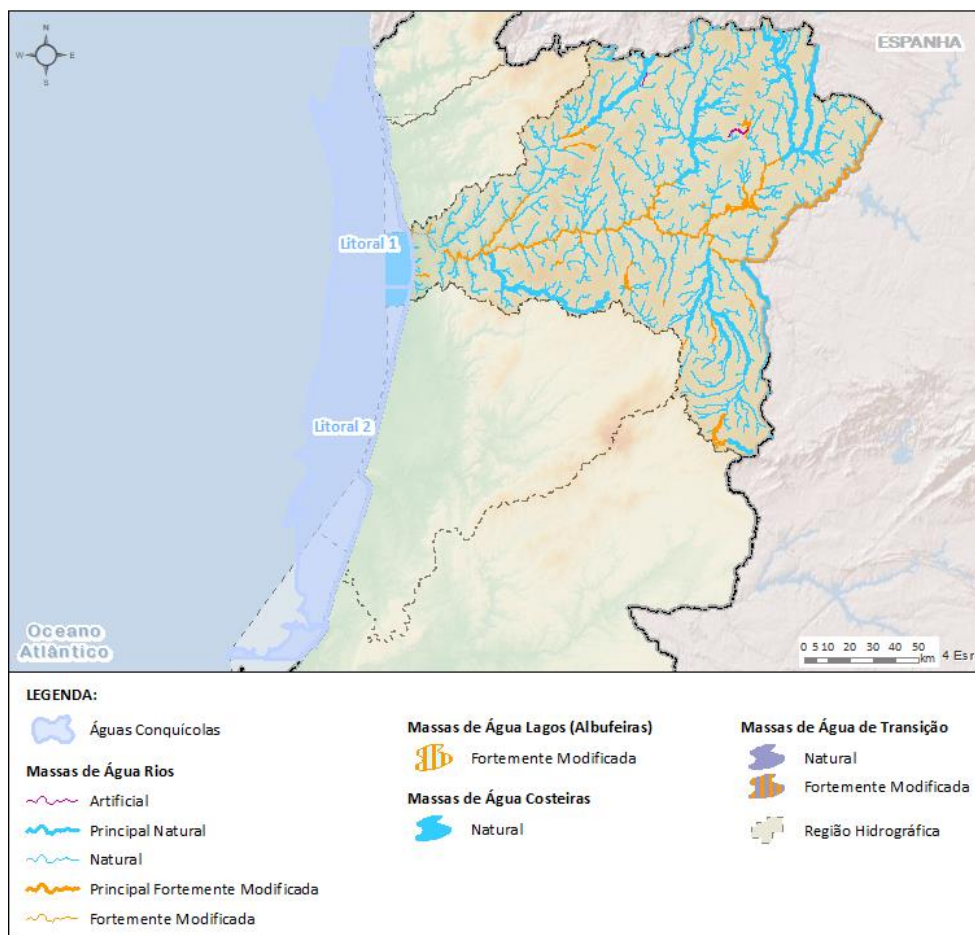 N
W
E
S
ESPANHA
Litoral 1
Litoral 2
Oceano
Atlântico
0 5 10 20 30 40 50
km
4 Esr
LEGENDA:
Águas Conquícolas
Massas de Água Rios
Artificial
Principal Natural
Natural
Principal Fortemente Modificada
Fortemente Modificada
Massas de Água Lagos (Albufeiras)
Fortemente Modificada
Massas de Água Costeiras
Natural
Massas de Água de Transição
Natural
Fortemente Modificada
Região Hidrográfica